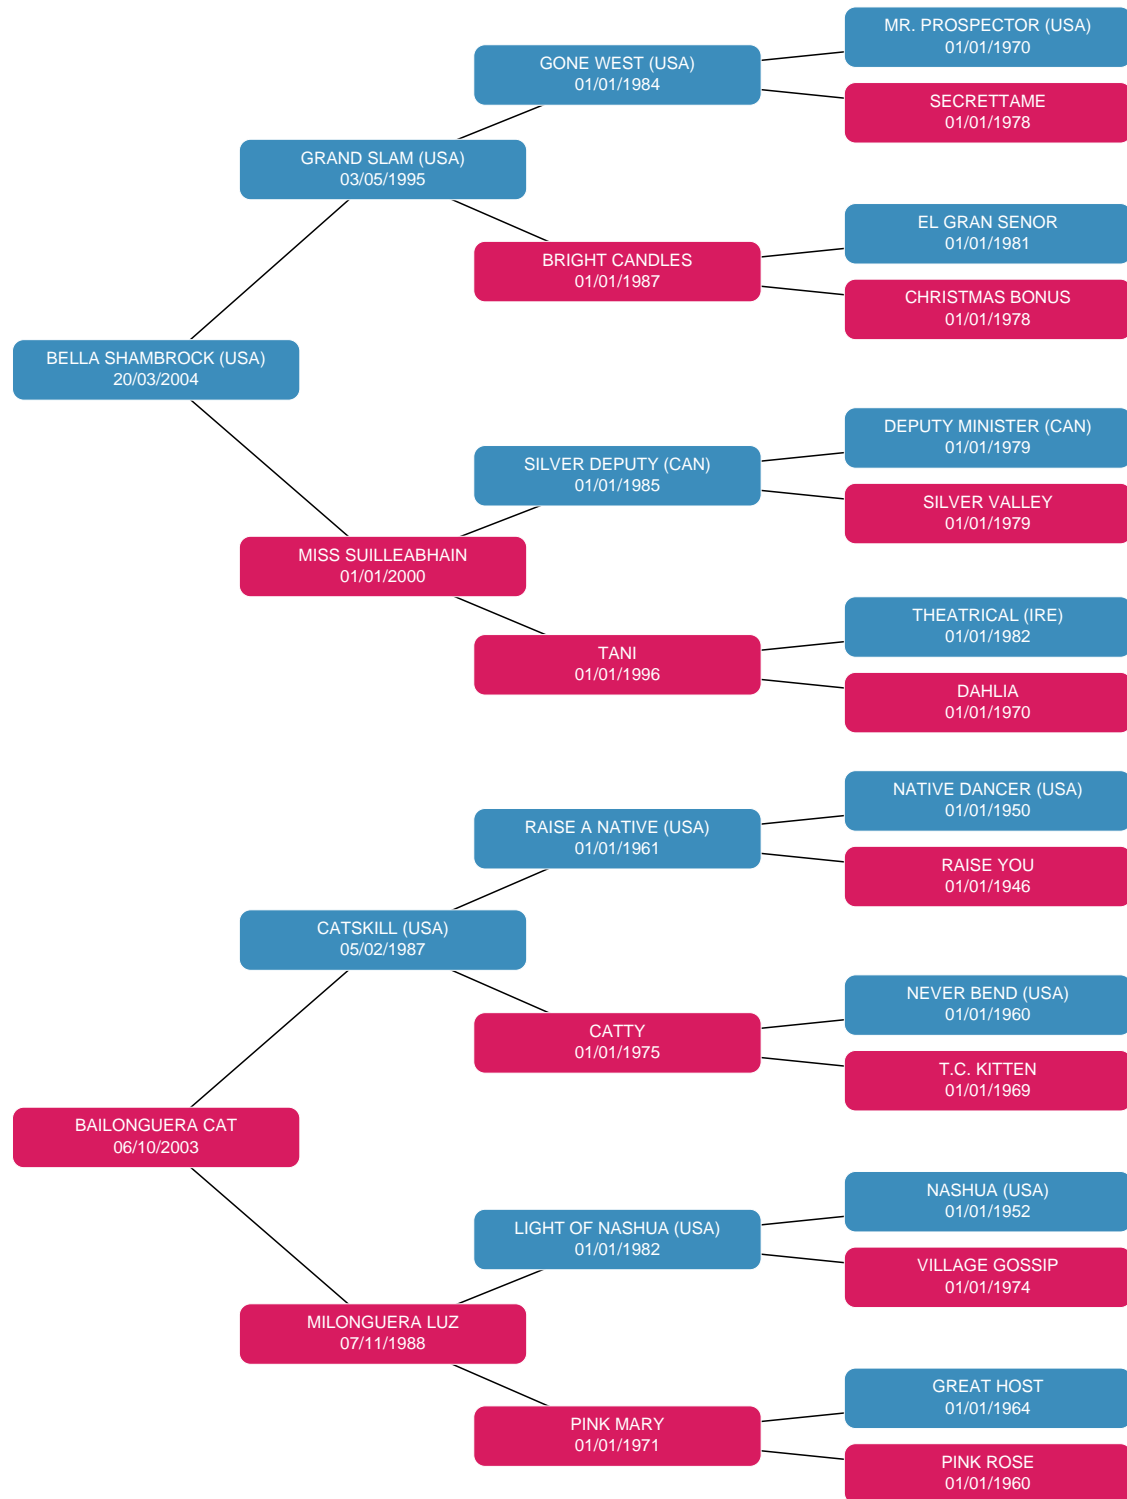 MR. PROSPECTOR (USA)
01/01/1970
GONE WEST (USA)
01/01/1984
SECRETTAME
01/01/1978
GRAND SLAM (USA)
03/05/1995
EL GRAN SENOR
01/01/1981
BRIGHT CANDLES
01/01/1987
CHRISTMAS BONUS
01/01/1978
BELLA SHAMBROCK (USA)
20/03/2004
DEPUTY MINISTER (CAN)
01/01/1979
SILVER DEPUTY (CAN)
01/01/1985
SILVER VALLEY
01/01/1979
MISS SUILLEABHAIN
01/01/2000
THEATRICAL (IRE)
01/01/1982
TANI
01/01/1996
DAHLIA
01/01/1970
NATIVE DANCER (USA)
01/01/1950
RAISE A NATIVE (USA)
01/01/1961
RAISE YOU
01/01/1946
CATSKILL (USA)
05/02/1987
NEVER BEND (USA)
01/01/1960
CATTY
01/01/1975
T.C. KITTEN
01/01/1969
BAILONGUERA CAT
06/10/2003
NASHUA (USA)
01/01/1952
LIGHT OF NASHUA (USA)
01/01/1982
VILLAGE GOSSIP
01/01/1974
MILONGUERA LUZ
07/11/1988
GREAT HOST
01/01/1964
PINK MARY
01/01/1971
PINK ROSE
01/01/1960